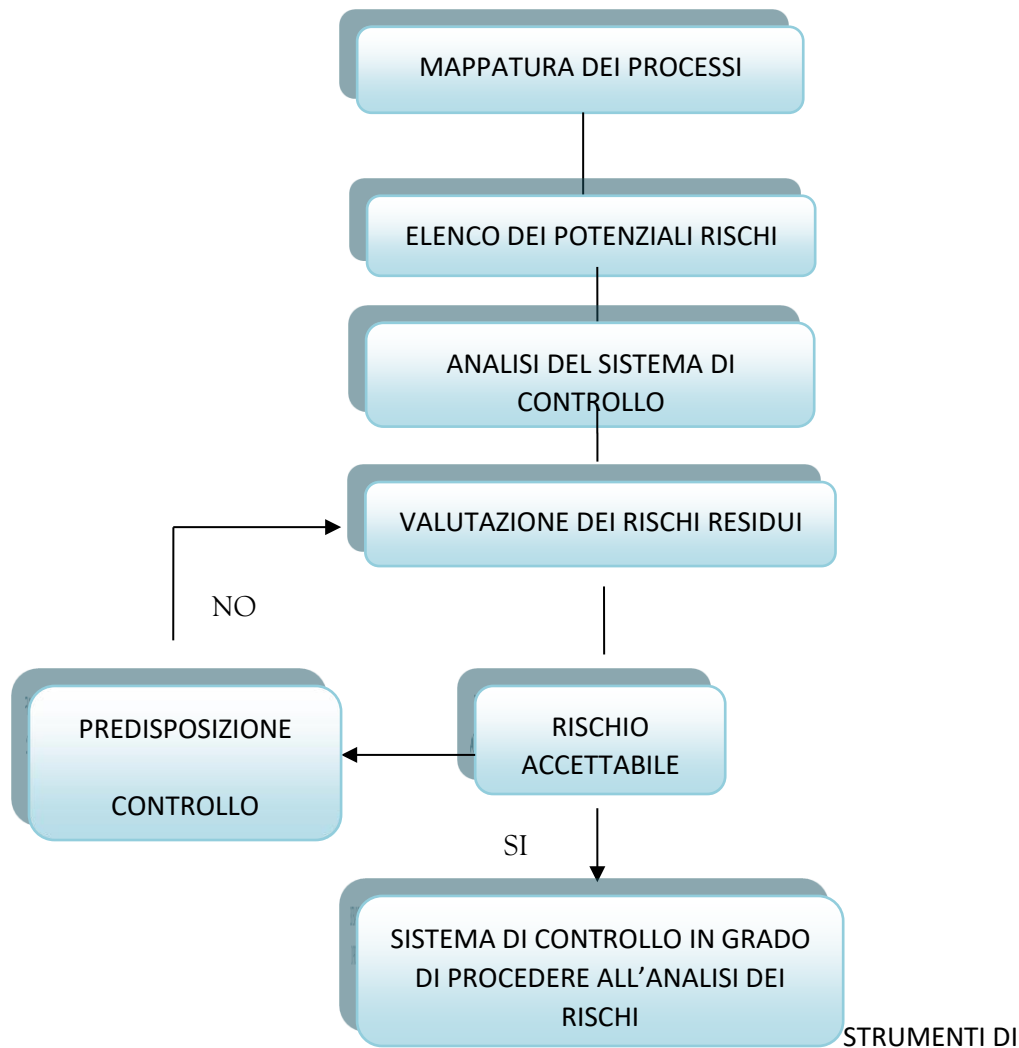 MAPPATURA DEI PROCESSI
ELENCO DEI POTENZIALI RISCHI
ANALISI DEL SISTEMA DI
CONTROLLO
VALUTAZIONE DEI RISCHI RESIDUI
NO
PREDISPOSIZIONE
CONTROLLO
RISCHIO
ACCETTABILE
SI
SISTEMA DI CONTROLLO IN GRADO
DI PROCEDERE ALL’ANALISI DEI
RISCHI
STRUMENTI DI